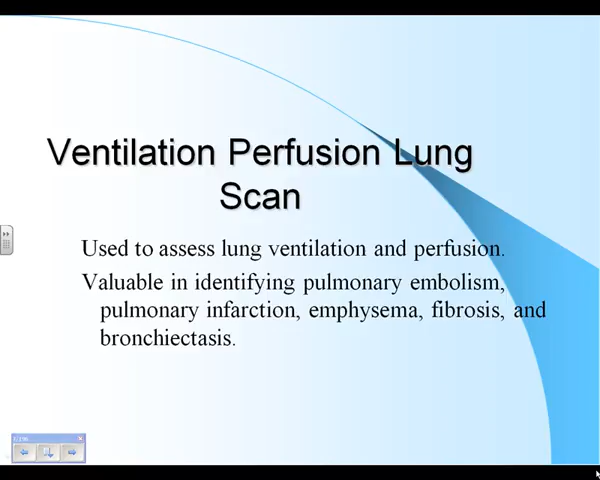 Ventilation Perfusion Lung
Scan
Used to assess lung ventilation and perfusion.
Valuable in identifying pulmonary embolism,
pulmonary infarction, emphysema, fibrosis, and
bronchiectasis.